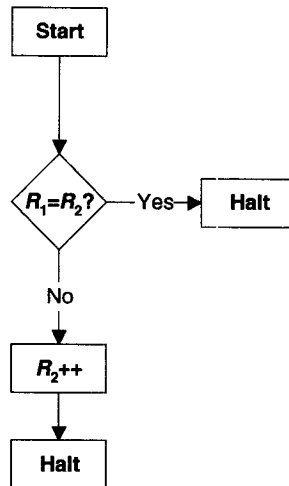 Start
R₁=R₂?
Yes
Halt
No
R₂++
Halt